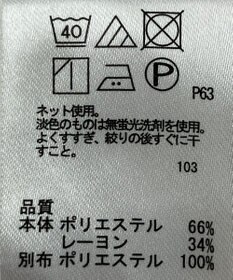 40
P
P63
ネット使用。
淡色のものは無蛍光洗剤を使用。
よくすすぎ、絞りの後すぐに干
すこと。
103
品質
本体 ポリエステル 66%
レーヨン 34%
別布 ポリエステル 100%